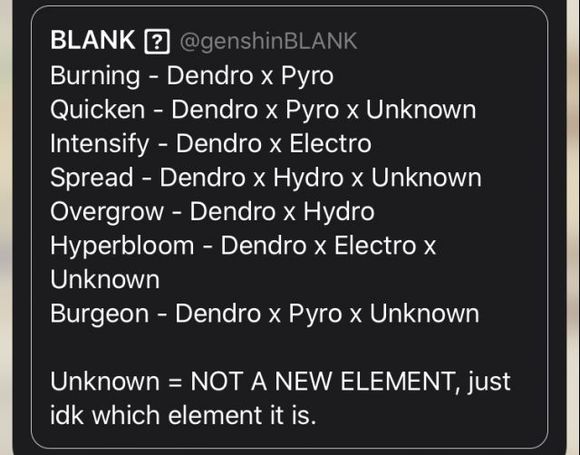 BLANK ? @genshinBLANK
Burning - Dendro x Pyro
Quicken - Dendro x Pyro x Unknown
Intensify - Dendro x Electro
Spread - Dendro x Hydro x Unknown
Overgrow - Dendro x Hydro
Hyperbloom - Dendro x Electro x
Unknown
Burgeon - Dendro x Pyro x Unknown
Unknown = NOT A NEW ELEMENT, just
idk which element it is.